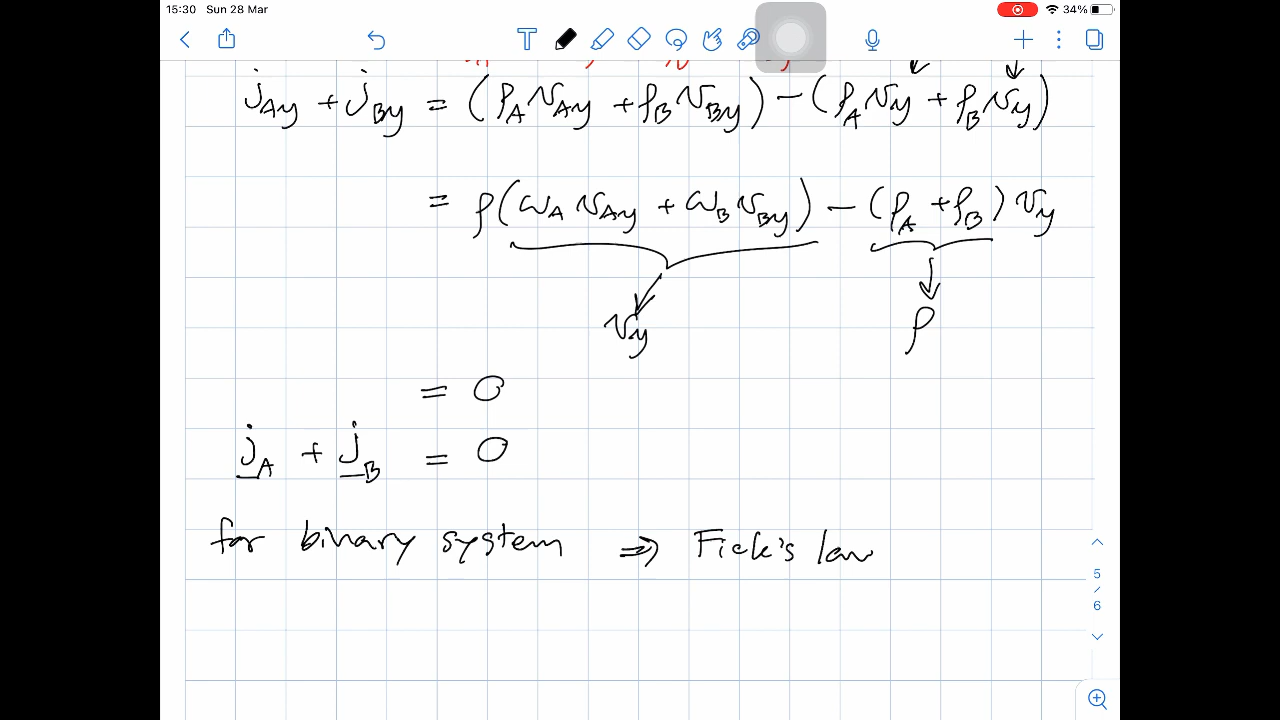 15:30 Sun 28 Mar 34%
T
j_Ay + j_By = (ρ_A v_Ay + ρ_B v_By) − (ρ_A v_y + ρ_B v_y)
= ρ(ω_A v_Ay + ω_B v_By) − (ρ_A + ρ_B) v_y
v_y ρ
= 0
j_A + j_B = 0
for binary system ⇒ Fick's law
5
/
6